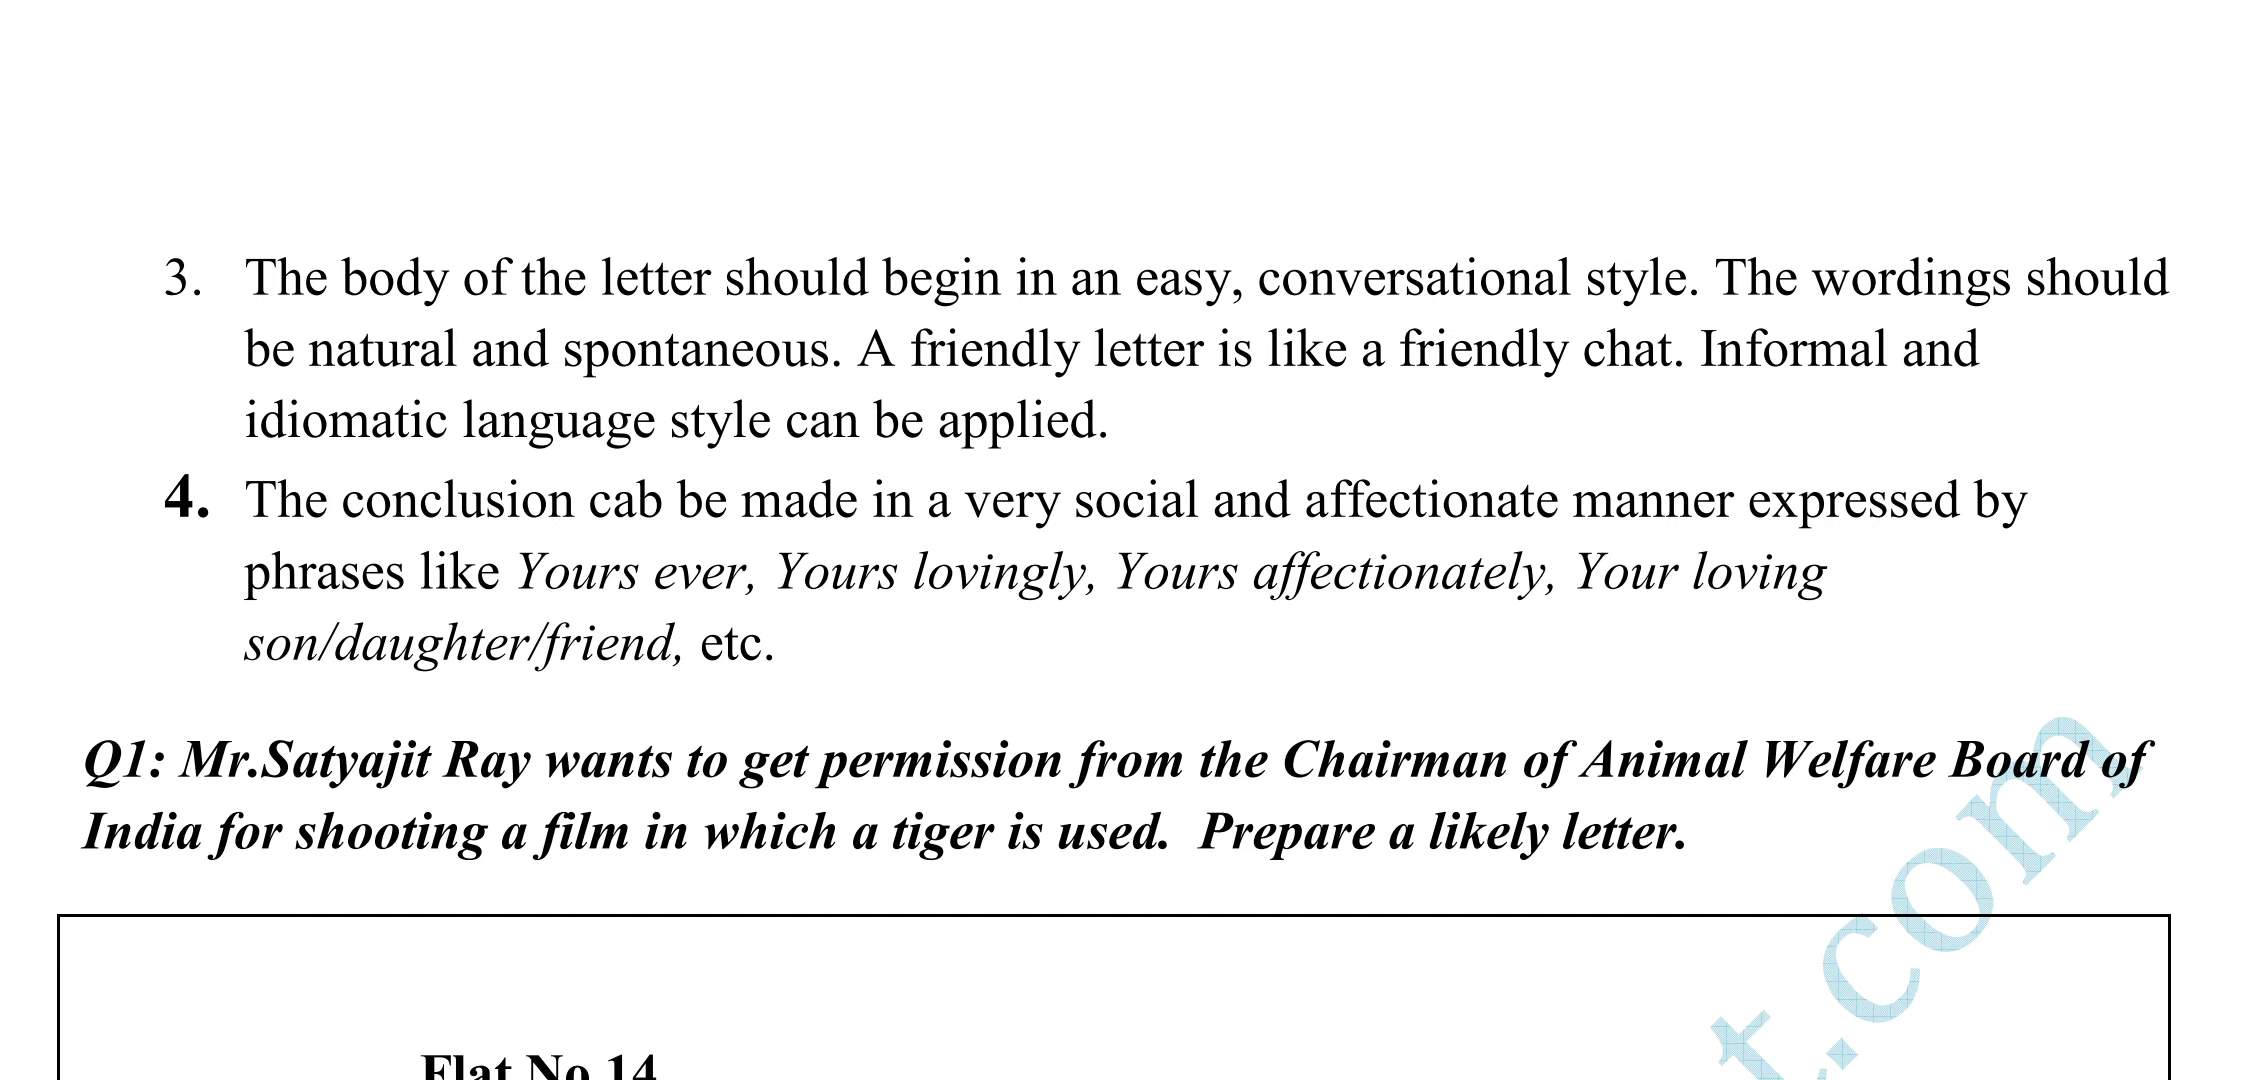 3. The body of the letter should begin in an easy, conversational style. The wordings should
be natural and spontaneous. A friendly letter is like a friendly chat. Informal and
idiomatic language style can be applied.
4. The conclusion cab be made in a very social and affectionate manner expressed by
phrases like Yours ever, Yours lovingly, Yours affectionately, Your loving
son/daughter/friend, etc.
Q1: Mr.Satyajit Ray wants to get permission from the Chairman of Animal Welfare Board of
India for shooting a film in which a tiger is used.  Prepare a likely letter.
Flat No 14
t.com